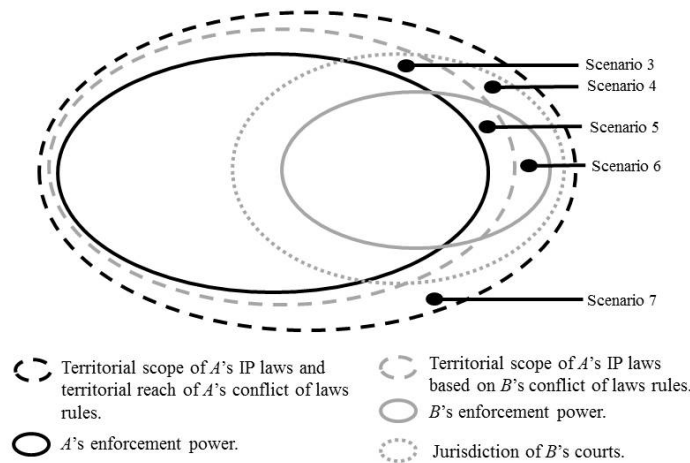 Scenario 3
Scenario 4
Scenario 5
Scenario 6
Scenario 7
Territorial scope of A's IP laws and
territorial reach of A's conflict of laws
rules.
A's enforcement power.
Territorial scope of A's IP laws
based on B's conflict of laws rules.
B's enforcement power.
Jurisdiction of B's courts.